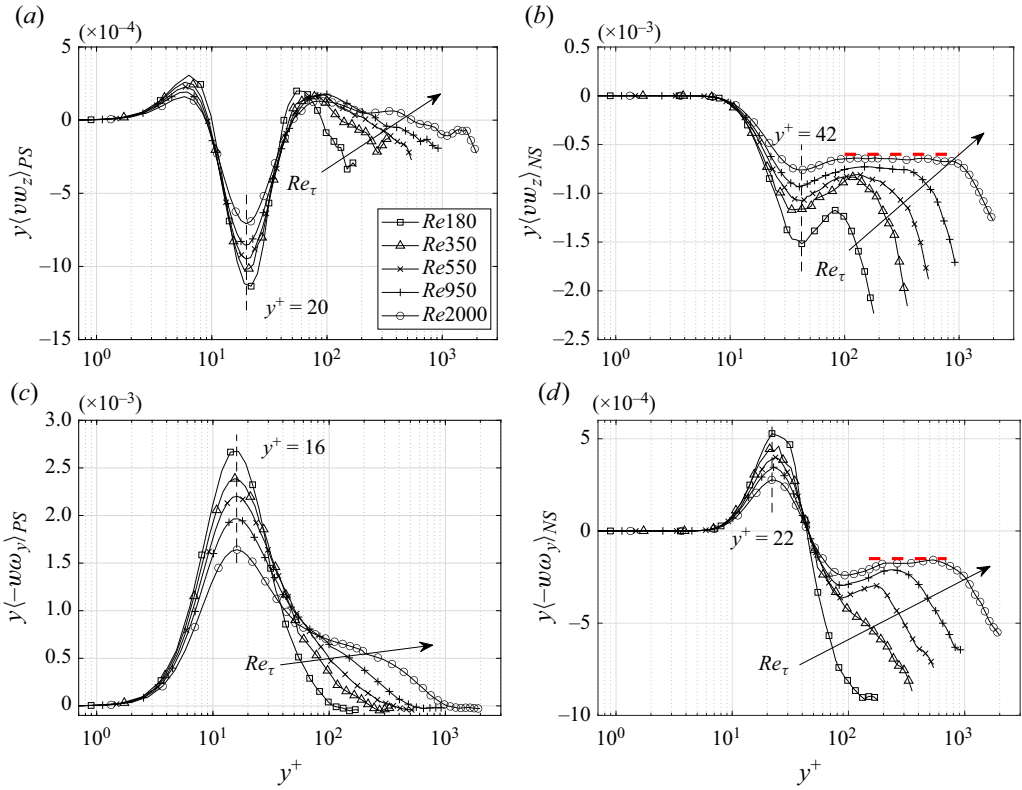 (a)
(×10⁻⁴)
5
0
−5
−10
−15
y⟨vw_z⟩_PS
y⁺ = 20
Re_τ
Re180
Re350
Re550
Re950
Re2000
10⁰ 10¹ 10² 10³
(b)
(×10⁻³)
0.5
0
−0.5
−1.0
−1.5
−2.0
−2.5
y⟨vw_z⟩_NS
y⁺ = 42
Re_τ
10⁰ 10¹ 10² 10³
(c)
(×10⁻³)
3.0
2.5
2.0
1.5
1.0
0.5
0
y⟨−wω_y⟩_PS
y⁺ = 16
Re_τ
10⁰ 10¹ 10² 10³
y⁺
(d)
(×10⁻⁴)
5
0
−5
−10
y⟨−wω_y⟩_NS
y⁺ = 22
Re_τ
10⁰ 10¹ 10² 10³
y⁺